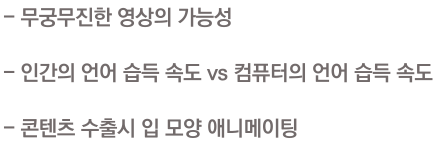 – 무궁무진한 영상의 가능성
– 인간의 언어 습득 속도 vs 컴퓨터의 언어 습득 속도
– 콘텐츠 수출시 입 모양 애니메이팅